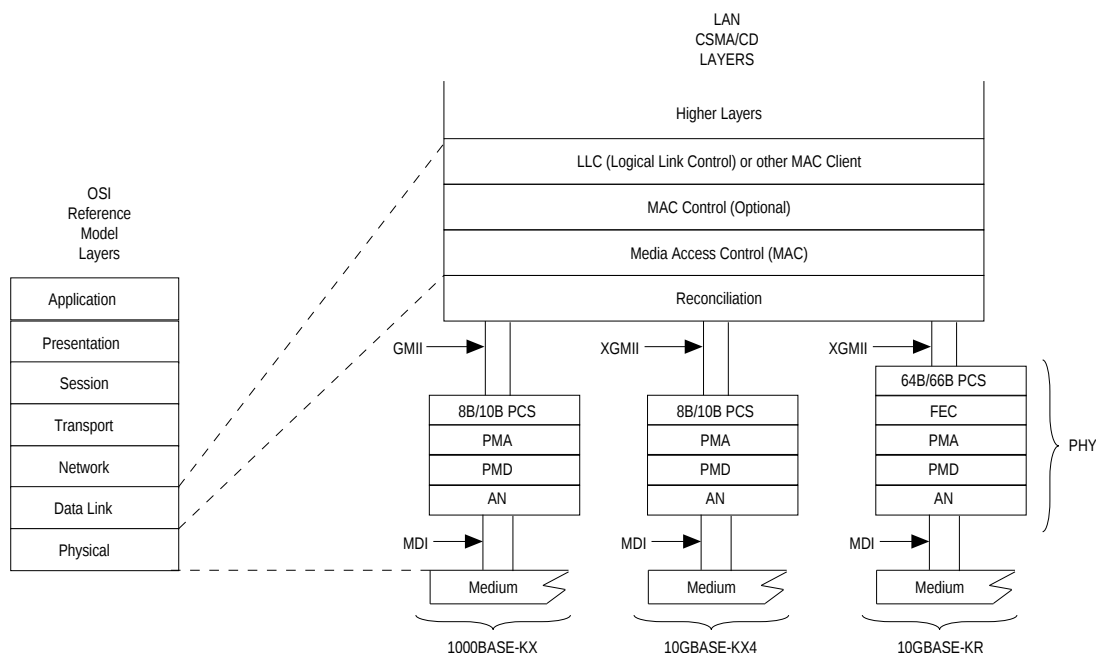 LAN
CSMA/CD
LAYERS
Higher Layers
LLC (Logical Link Control) or other MAC Client
MAC Control (Optional)
Media Access Control (MAC)
Reconciliation
OSI
Reference
Model
Layers
Application
Presentation
Session
Transport
Network
Data Link
Physical
GMII
XGMII
XGMII
8B/10B PCS
PMA
PMD
AN
8B/10B PCS
PMA
PMD
AN
64B/66B PCS
FEC
PMA
PMD
AN
PHY
MDI
MDI
MDI
Medium
Medium
Medium
1000BASE-KX
10GBASE-KX4
10GBASE-KR